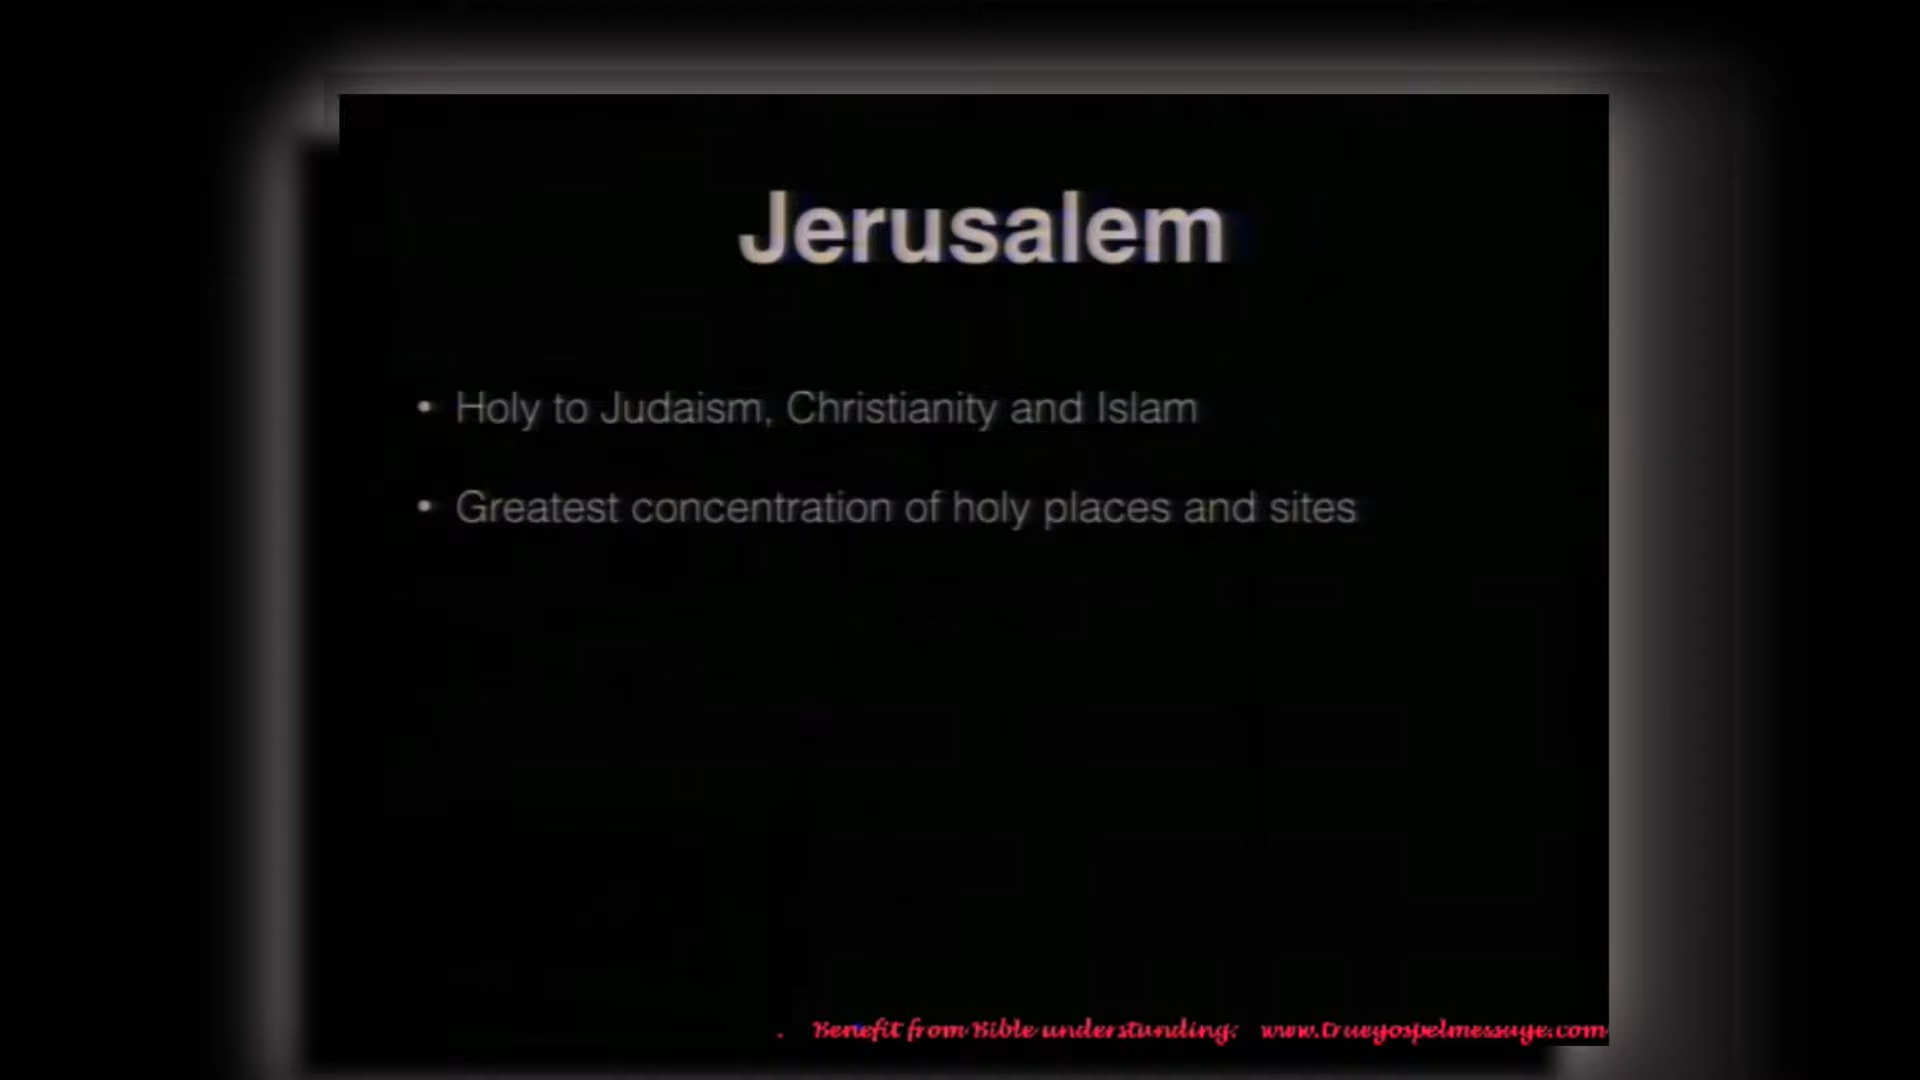 Jerusalem
• Holy to Judaism, Christianity and Islam
• Greatest concentration of holy places and sites
. Benefit from Bible understanding: www.truegospelmessage.com